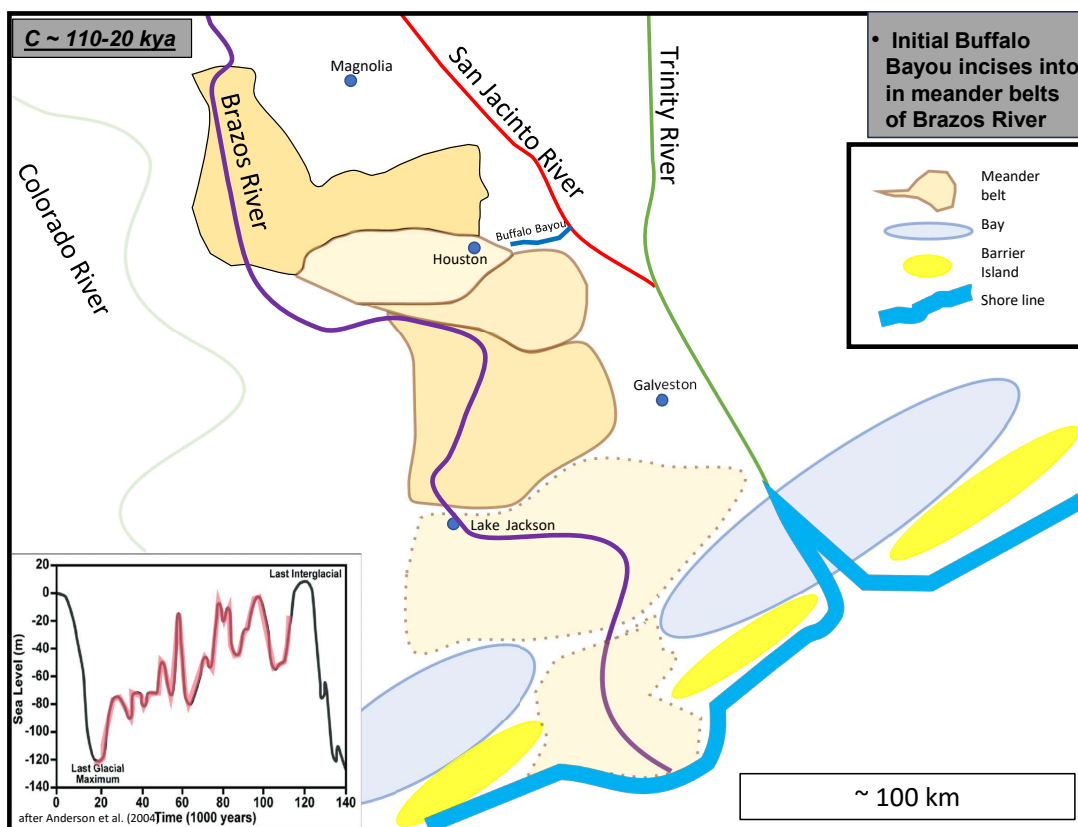 C ~ 110-20 kya
• Initial Buffalo
Bayou incises into
in meander belts
of Brazos River
Magnolia
Brazos River
San Jacinto River
Trinity River
Colorado River
Buffalo Bayou
Houston
Galveston
Lake Jackson
Meander
belt
Bay
Barrier
Island
Shore line
20
0
-20
-40
-60
-80
-100
-120
-140
Sea Level (m)
Last Interglacial
Last Glacial
Maximum
0 20 40 60 80 100 120 140
Time (1000 years)
after Anderson et al. (2004)
~ 100 km